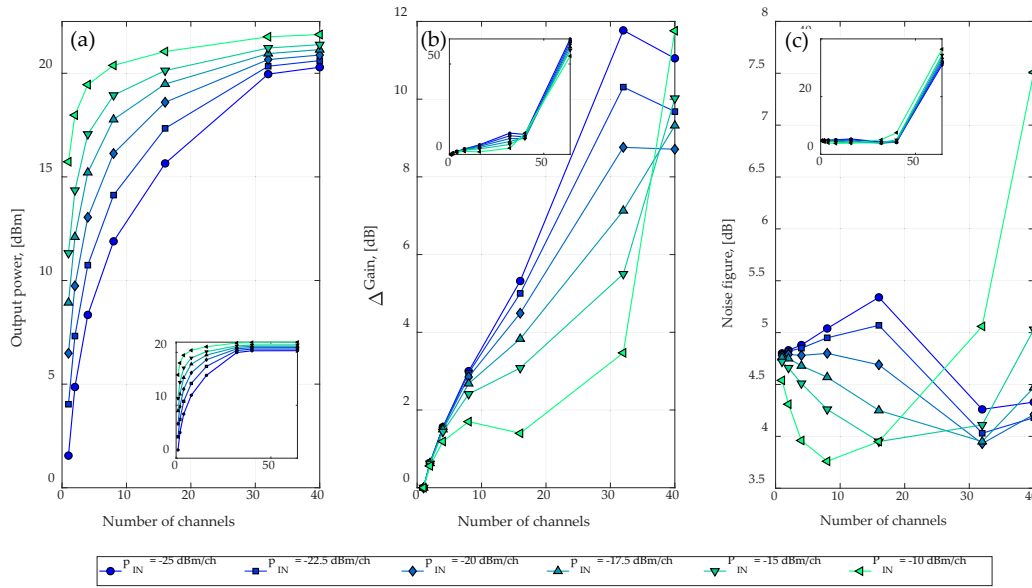 (a)
Output power, [dBm]
20
15
10
5
0
0 10 20 30 40
Number of channels
20
10
0
0 50
(b)
Δ Gain, [dB]
12
10
8
6
4
2
0
0 10 20 30 40
Number of channels
50
0
50
(c)
Noise figure, [dB]
8
7.5
7
6.5
6
5.5
5
4.5
4
3.5
0 10 20 30 40
Number of channels
40
20
0
0 50
P IN = -25 dBm/ch P IN = -22.5 dBm/ch P IN = -20 dBm/ch P IN = -17.5 dBm/ch P IN = -15 dBm/ch P IN = -10 dBm/ch